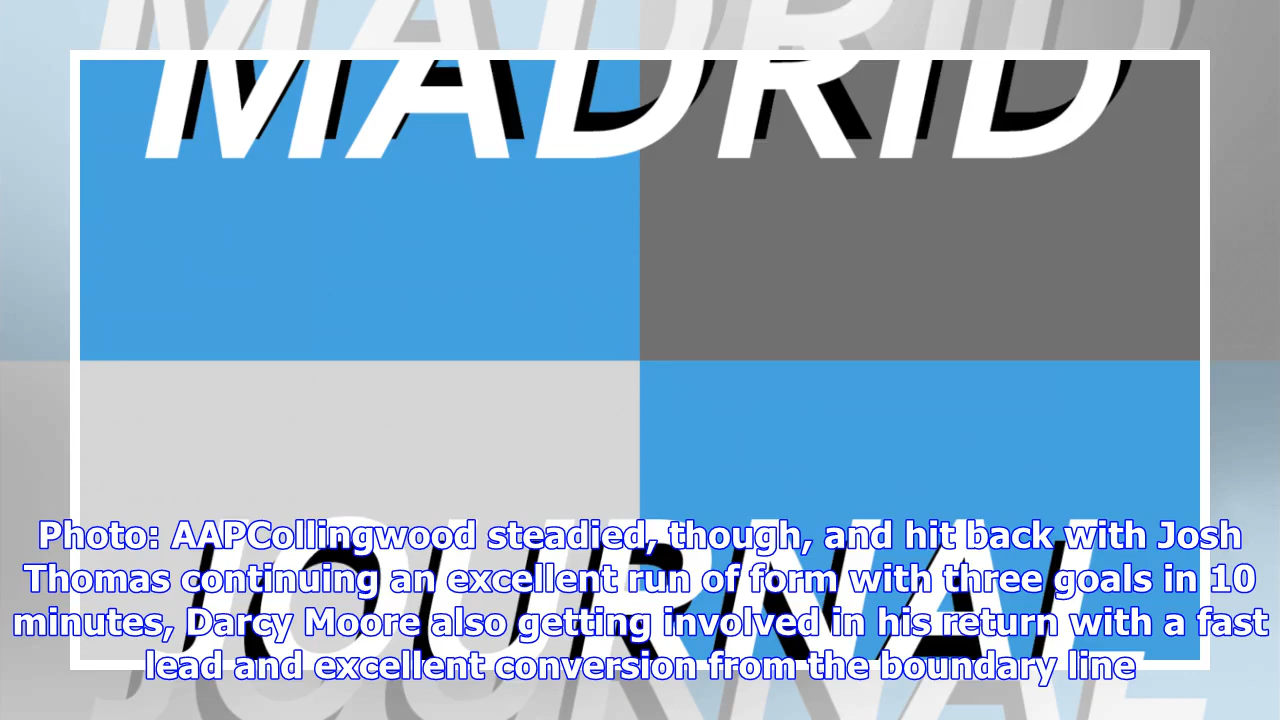 MADRID
JOURNAL
Photo: AAPCollingwood steadied, though, and hit back with Josh
Thomas continuing an excellent run of form with three goals in 10
minutes, Darcy Moore also getting involved in his return with a fast
lead and excellent conversion from the boundary line